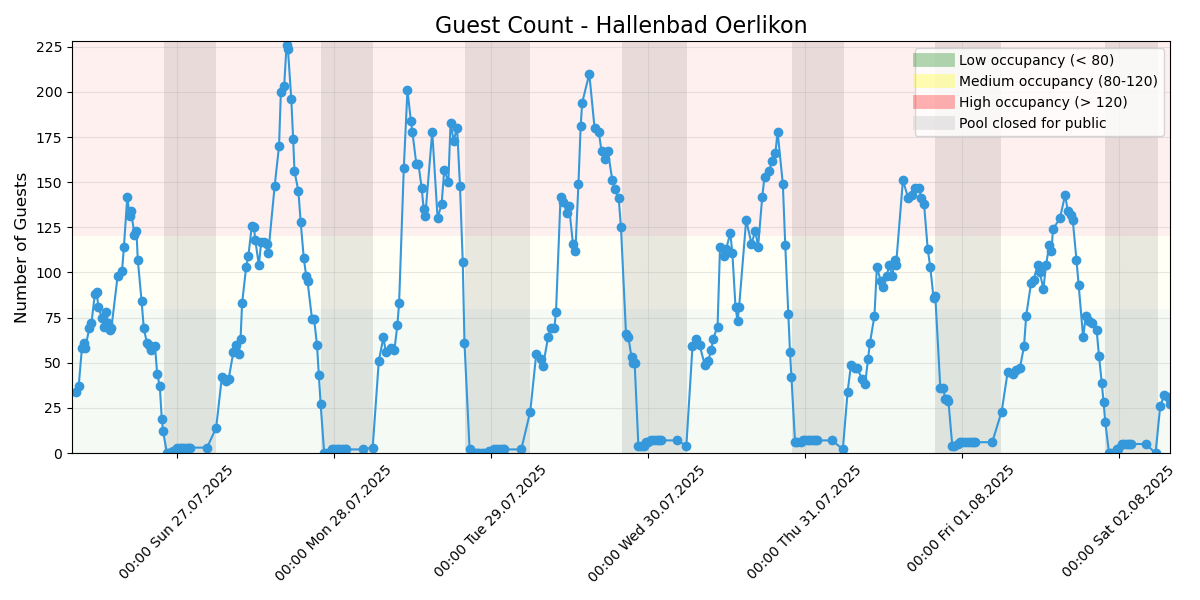 Guest Count - Hallenbad Oerlikon
Low occupancy (< 80)
Medium occupancy (80-120)
High occupancy (> 120)
Pool closed for public
Number of Guests
225
200
175
150
125
100
75
50
25
0
00:00 Sun 27.07.2025
00:00 Mon 28.07.2025
00:00 Tue 29.07.2025
00:00 Wed 30.07.2025
00:00 Thu 31.07.2025
00:00 Fri 01.08.2025
00:00 Sat 02.08.2025